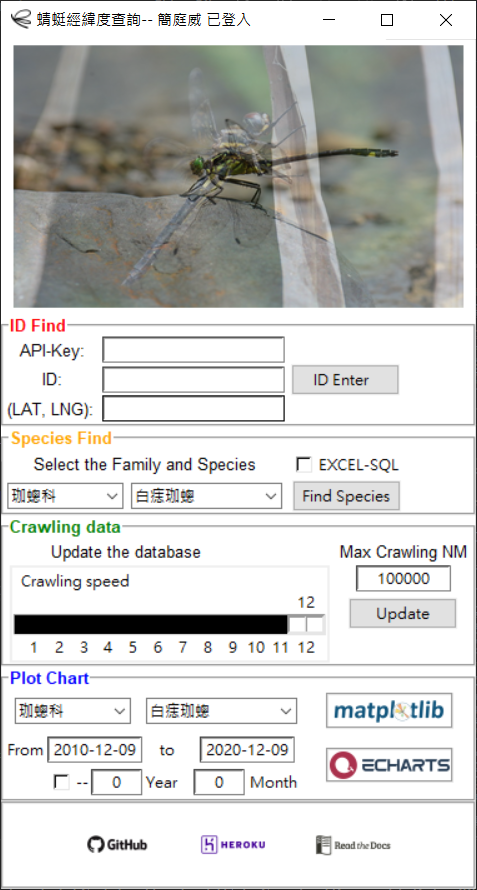 蜻蜓經緯度查詢-- 簡庭威 已登入
ID Find
API-Key:
ID:
ID Enter
(LAT, LNG):
Species Find
Select the Family and Species
EXCEL-SQL
珈蟌科
白痣珈蟌
Find Species
Crawling data
Update the database
Max Crawling NM
Crawling speed
100000
12
Update
1 2 3 4 5 6 7 8 9 10 11 12
Plot Chart
珈蟌科
白痣珈蟌
matplotlib
From 2010-12-09 to 2020-12-09
ECHARTS
-- 0 Year 0 Month
GitHub
HEROKU
Read the Docs